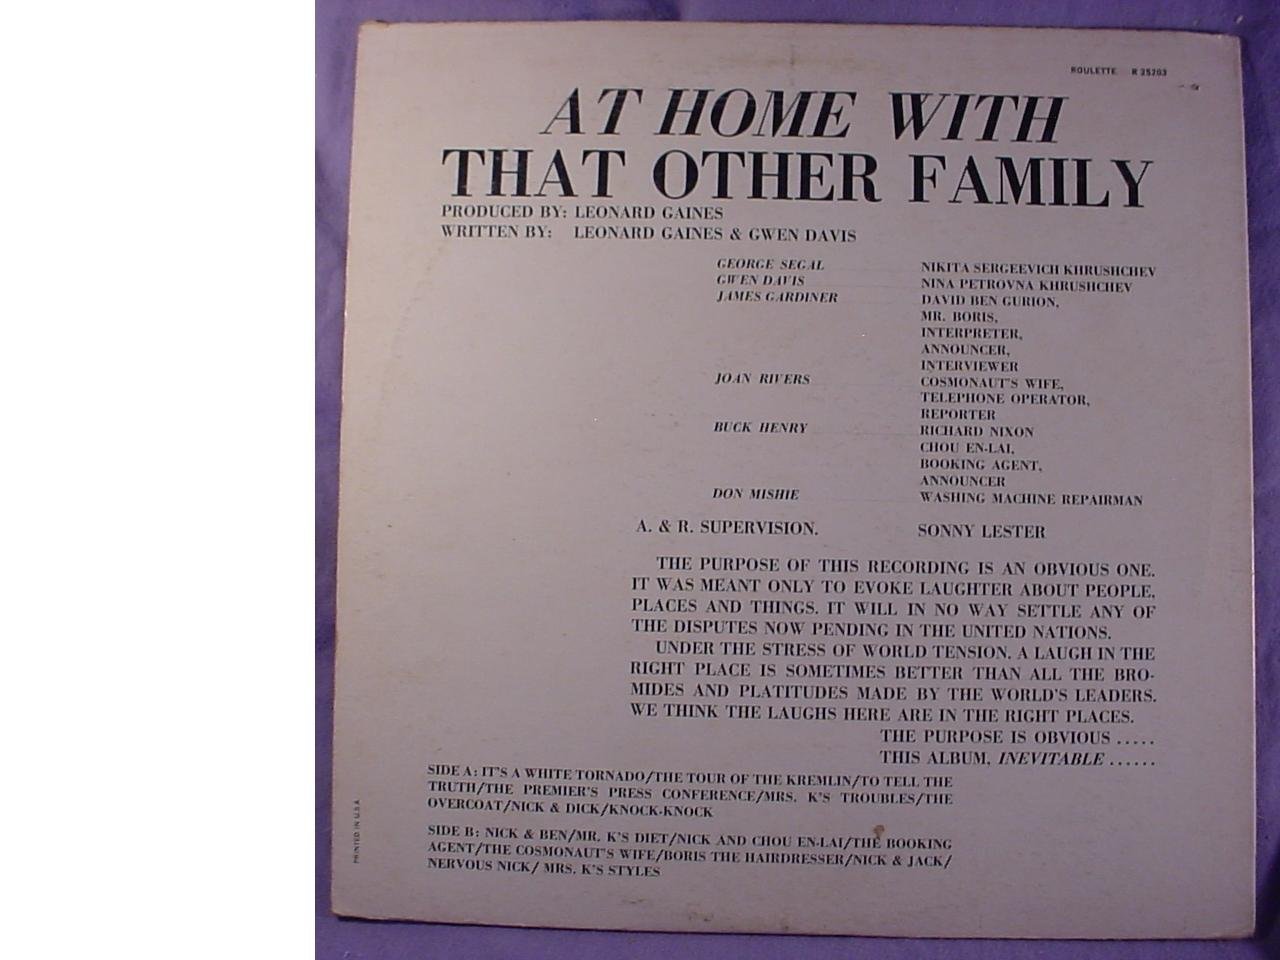 ROULETTE R 25203
AT HOME WITH
THAT OTHER FAMILY
PRODUCED BY: LEONARD GAINES
WRITTEN BY: LEONARD GAINES & GWEN DAVIS
GEORGE SEGAL NIKITA SERGEEVICH KHRUSHCHEV
GWEN DAVIS NINA PETROVNA KHRUSHCHEV
JAMES GARDINER DAVID BEN GURION,
MR. BORIS,
INTERPRETER,
ANNOUNCER,
INTERVIEWER
JOAN RIVERS COSMONAUT'S WIFE,
TELEPHONE OPERATOR,
REPORTER
BUCK HENRY RICHARD NIXON
CHOU EN-LAI,
BOOKING AGENT,
ANNOUNCER
DON MISHIE WASHING MACHINE REPAIRMAN
A. & R. SUPERVISION. SONNY LESTER
THE PURPOSE OF THIS RECORDING IS AN OBVIOUS ONE.
IT WAS MEANT ONLY TO EVOKE LAUGHTER ABOUT PEOPLE,
PLACES AND THINGS. IT WILL IN NO WAY SETTLE ANY OF
THE DISPUTES NOW PENDING IN THE UNITED NATIONS.
UNDER THE STRESS OF WORLD TENSION. A LAUGH IN THE
RIGHT PLACE IS SOMETIMES BETTER THAN ALL THE BRO-
MIDES AND PLATITUDES MADE BY THE WORLD'S LEADERS.
WE THINK THE LAUGHS HERE ARE IN THE RIGHT PLACES.
THE PURPOSE IS OBVIOUS .....
THIS ALBUM, INEVITABLE ......
SIDE A: IT'S A WHITE TORNADO/THE TOUR OF THE KREMLIN/TO TELL THE
TRUTH/THE PREMIER'S PRESS CONFERENCE/MRS. K'S TROUBLES/THE
OVERCOAT/NICK & DICK/KNOCK-KNOCK
SIDE B: NICK & BEN/MR. K'S DIET/NICK AND CHOU EN-LAI/THE BOOKING
AGENT/THE COSMONAUT'S WIFE/BORIS THE HAIRDRESSER/NICK & JACK/
NERVOUS NICK/ MRS. K'S STYLES
PRINTED IN U.S.A.